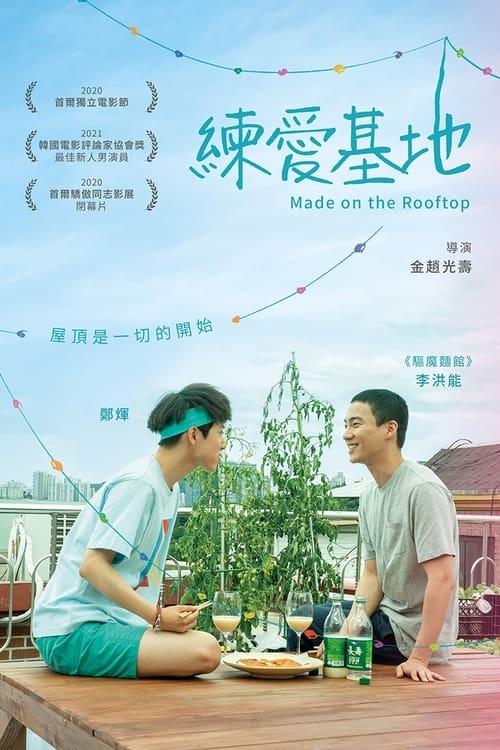 2020
首爾獨立電影節
2021
韓國電影評論家協會獎
最佳新人男演員
2020
首爾驕傲同志影展
閉幕片
練愛基地
Made on the Rooftop
導演
金趙光壽
屋頂是一切的開始
《驅魔麵館》
李洪能
鄭煇
長壽